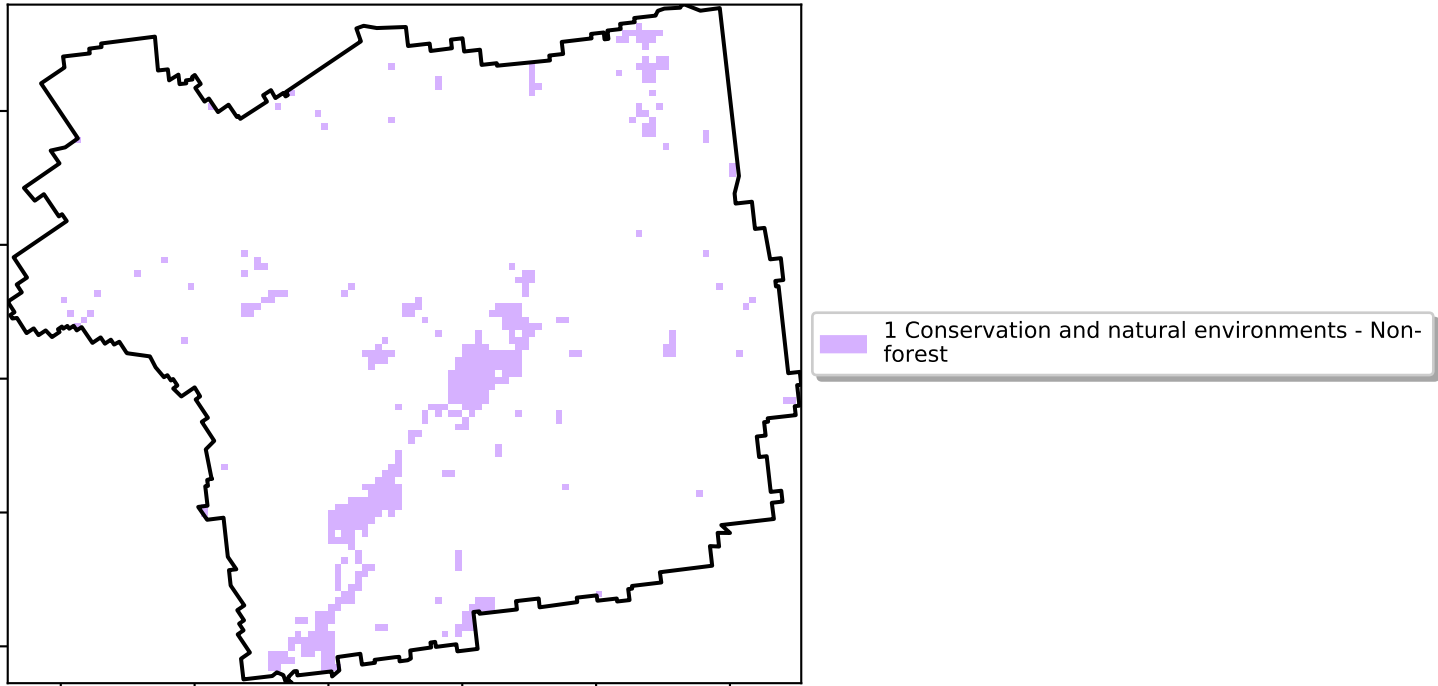 1 Conservation and natural environments - Non-
forest